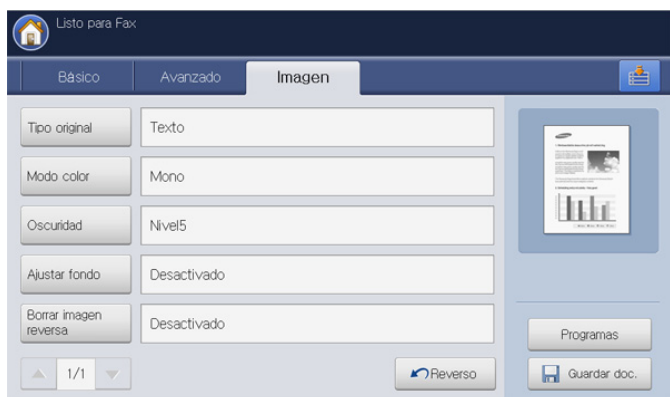 Listo para Fax
Básico
Avanzado
Imagen
Tipo original
Texto
Modo color
Mono
Oscuridad
Nivel5
Ajustar fondo
Desactivado
Borrar imagen
reversa
Desactivado
1/1
Reverso
Programas
Guardar doc.